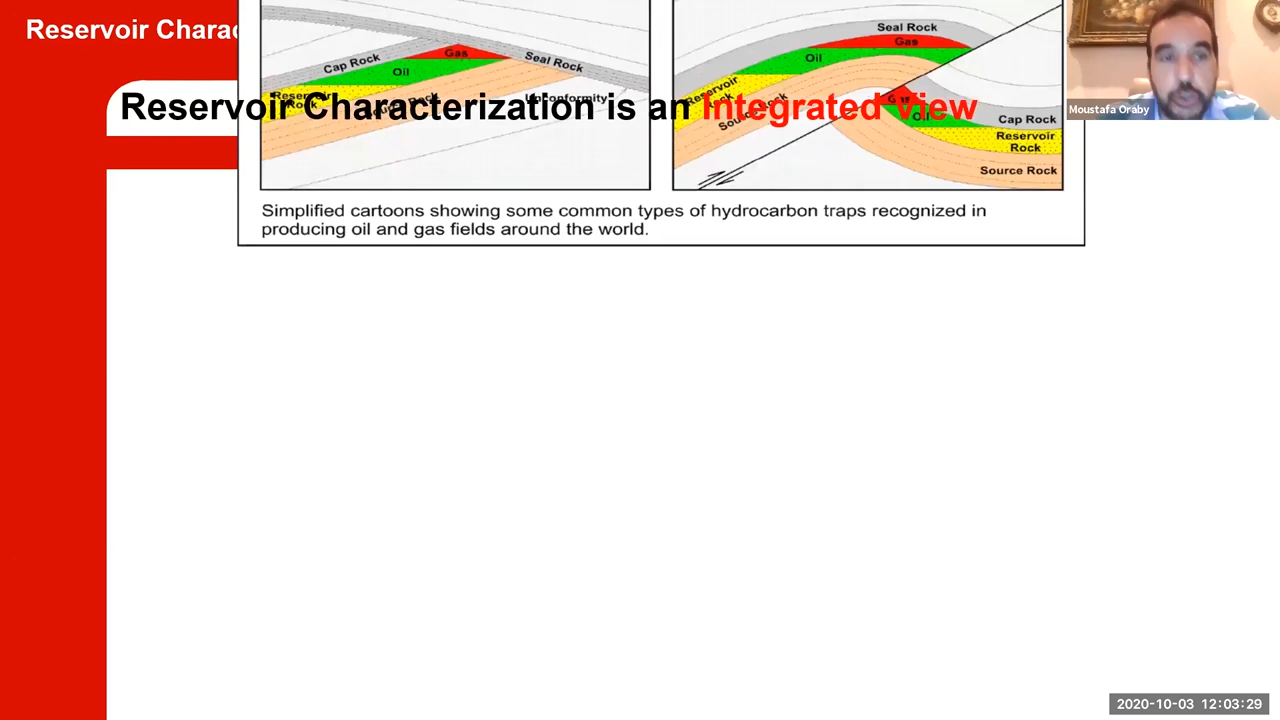 Reservoir Charac
Seal Rock
Gas
Oil
Cap Rock
Gas
Oil
Seal Rock
Reservoir
Rock
Unconformity
Reservoir
Rock
Source Rock
Gas
Oil
Cap Rock
Reservoir
Rock
Source Rock
Reservoir Characterization is an Integrated View
Moustafa Oraby
Simplified cartoons showing some common types of hydrocarbon traps recognized in
producing oil and gas fields around the world.
2020-10-03 12:03:29